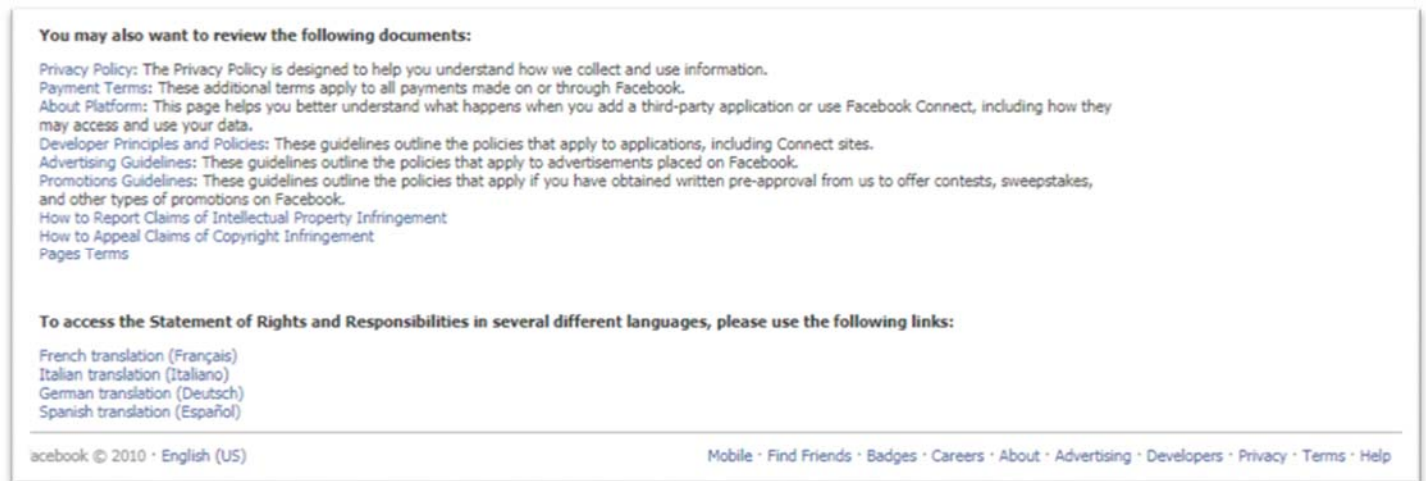 You may also want to review the following documents:
Privacy Policy: The Privacy Policy is designed to help you understand how we collect and use information.
Payment Terms: These additional terms apply to all payments made on or through Facebook.
About Platform: This page helps you better understand what happens when you add a third-party application or use Facebook Connect, including how they
may access and use your data.
Developer Principles and Policies: These guidelines outline the policies that apply to applications, including Connect sites.
Advertising Guidelines: These guidelines outline the policies that apply to advertisements placed on Facebook.
Promotions Guidelines: These guidelines outline the policies that apply if you have obtained written pre-approval from us to offer contests, sweepstakes,
and other types of promotions on Facebook.
How to Report Claims of Intellectual Property Infringement
How to Appeal Claims of Copyright Infringement
Pages Terms
To access the Statement of Rights and Responsibilities in several different languages, please use the following links:
French translation (Français)
Italian translation (Italiano)
German translation (Deutsch)
Spanish translation (Español)
acebook © 2010 · English (US) Mobile · Find Friends · Badges · Careers · About · Advertising · Developers · Privacy · Terms · Help